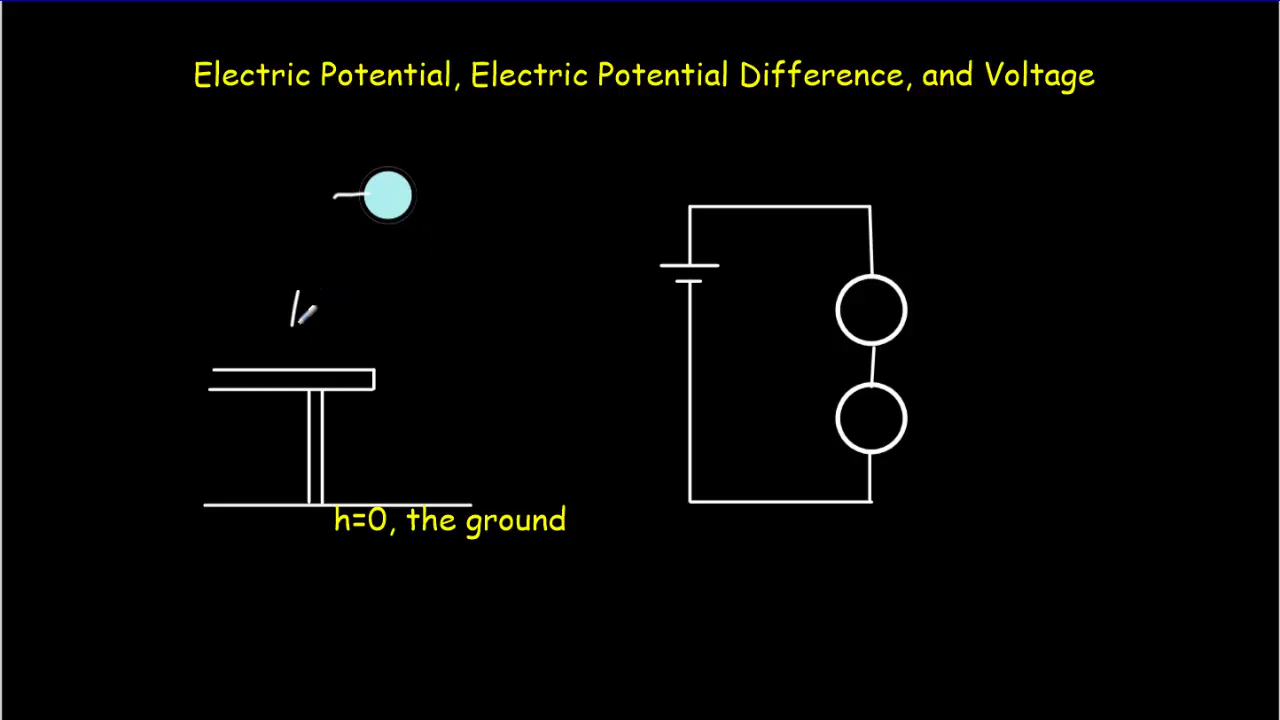 Electric Potential, Electric Potential Difference, and Voltage
h=0, the ground